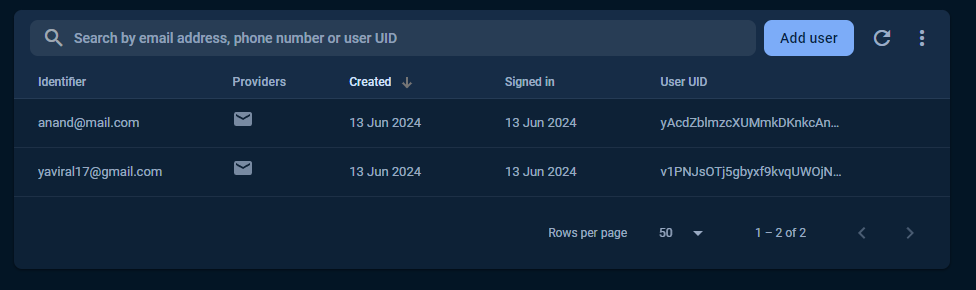 Search by email address, phone number or user UID Add user
Identifier Providers Created Signed in User UID
anand@mail.com 13 Jun 2024 13 Jun 2024 yAcdZblmzcXUMmkDKnkcAn...
yaviral17@gmail.com 13 Jun 2024 13 Jun 2024 v1PNJsOTj5gbyxf9kvqUWOjN...
Rows per page 50 1 – 2 of 2